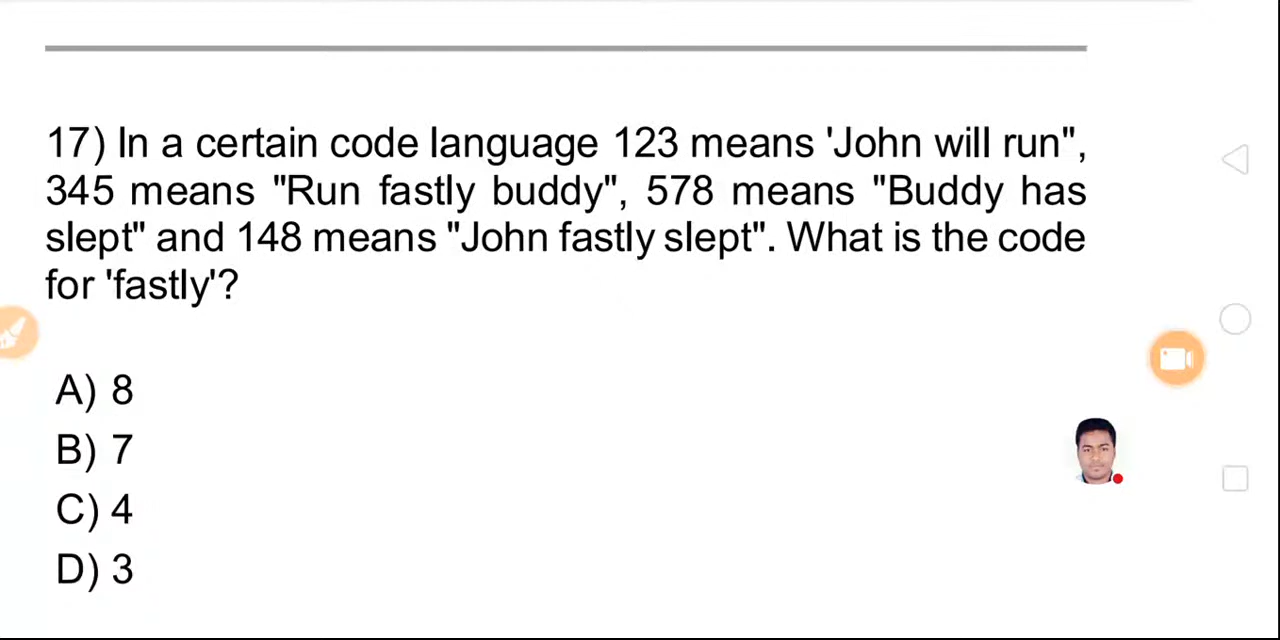 17) In a certain code language 123 means 'John will run",
345 means "Run fastly buddy", 578 means "Buddy has
slept" and 148 means "John fastly slept". What is the code
for 'fastly'?
A) 8
B) 7
C) 4
D) 3